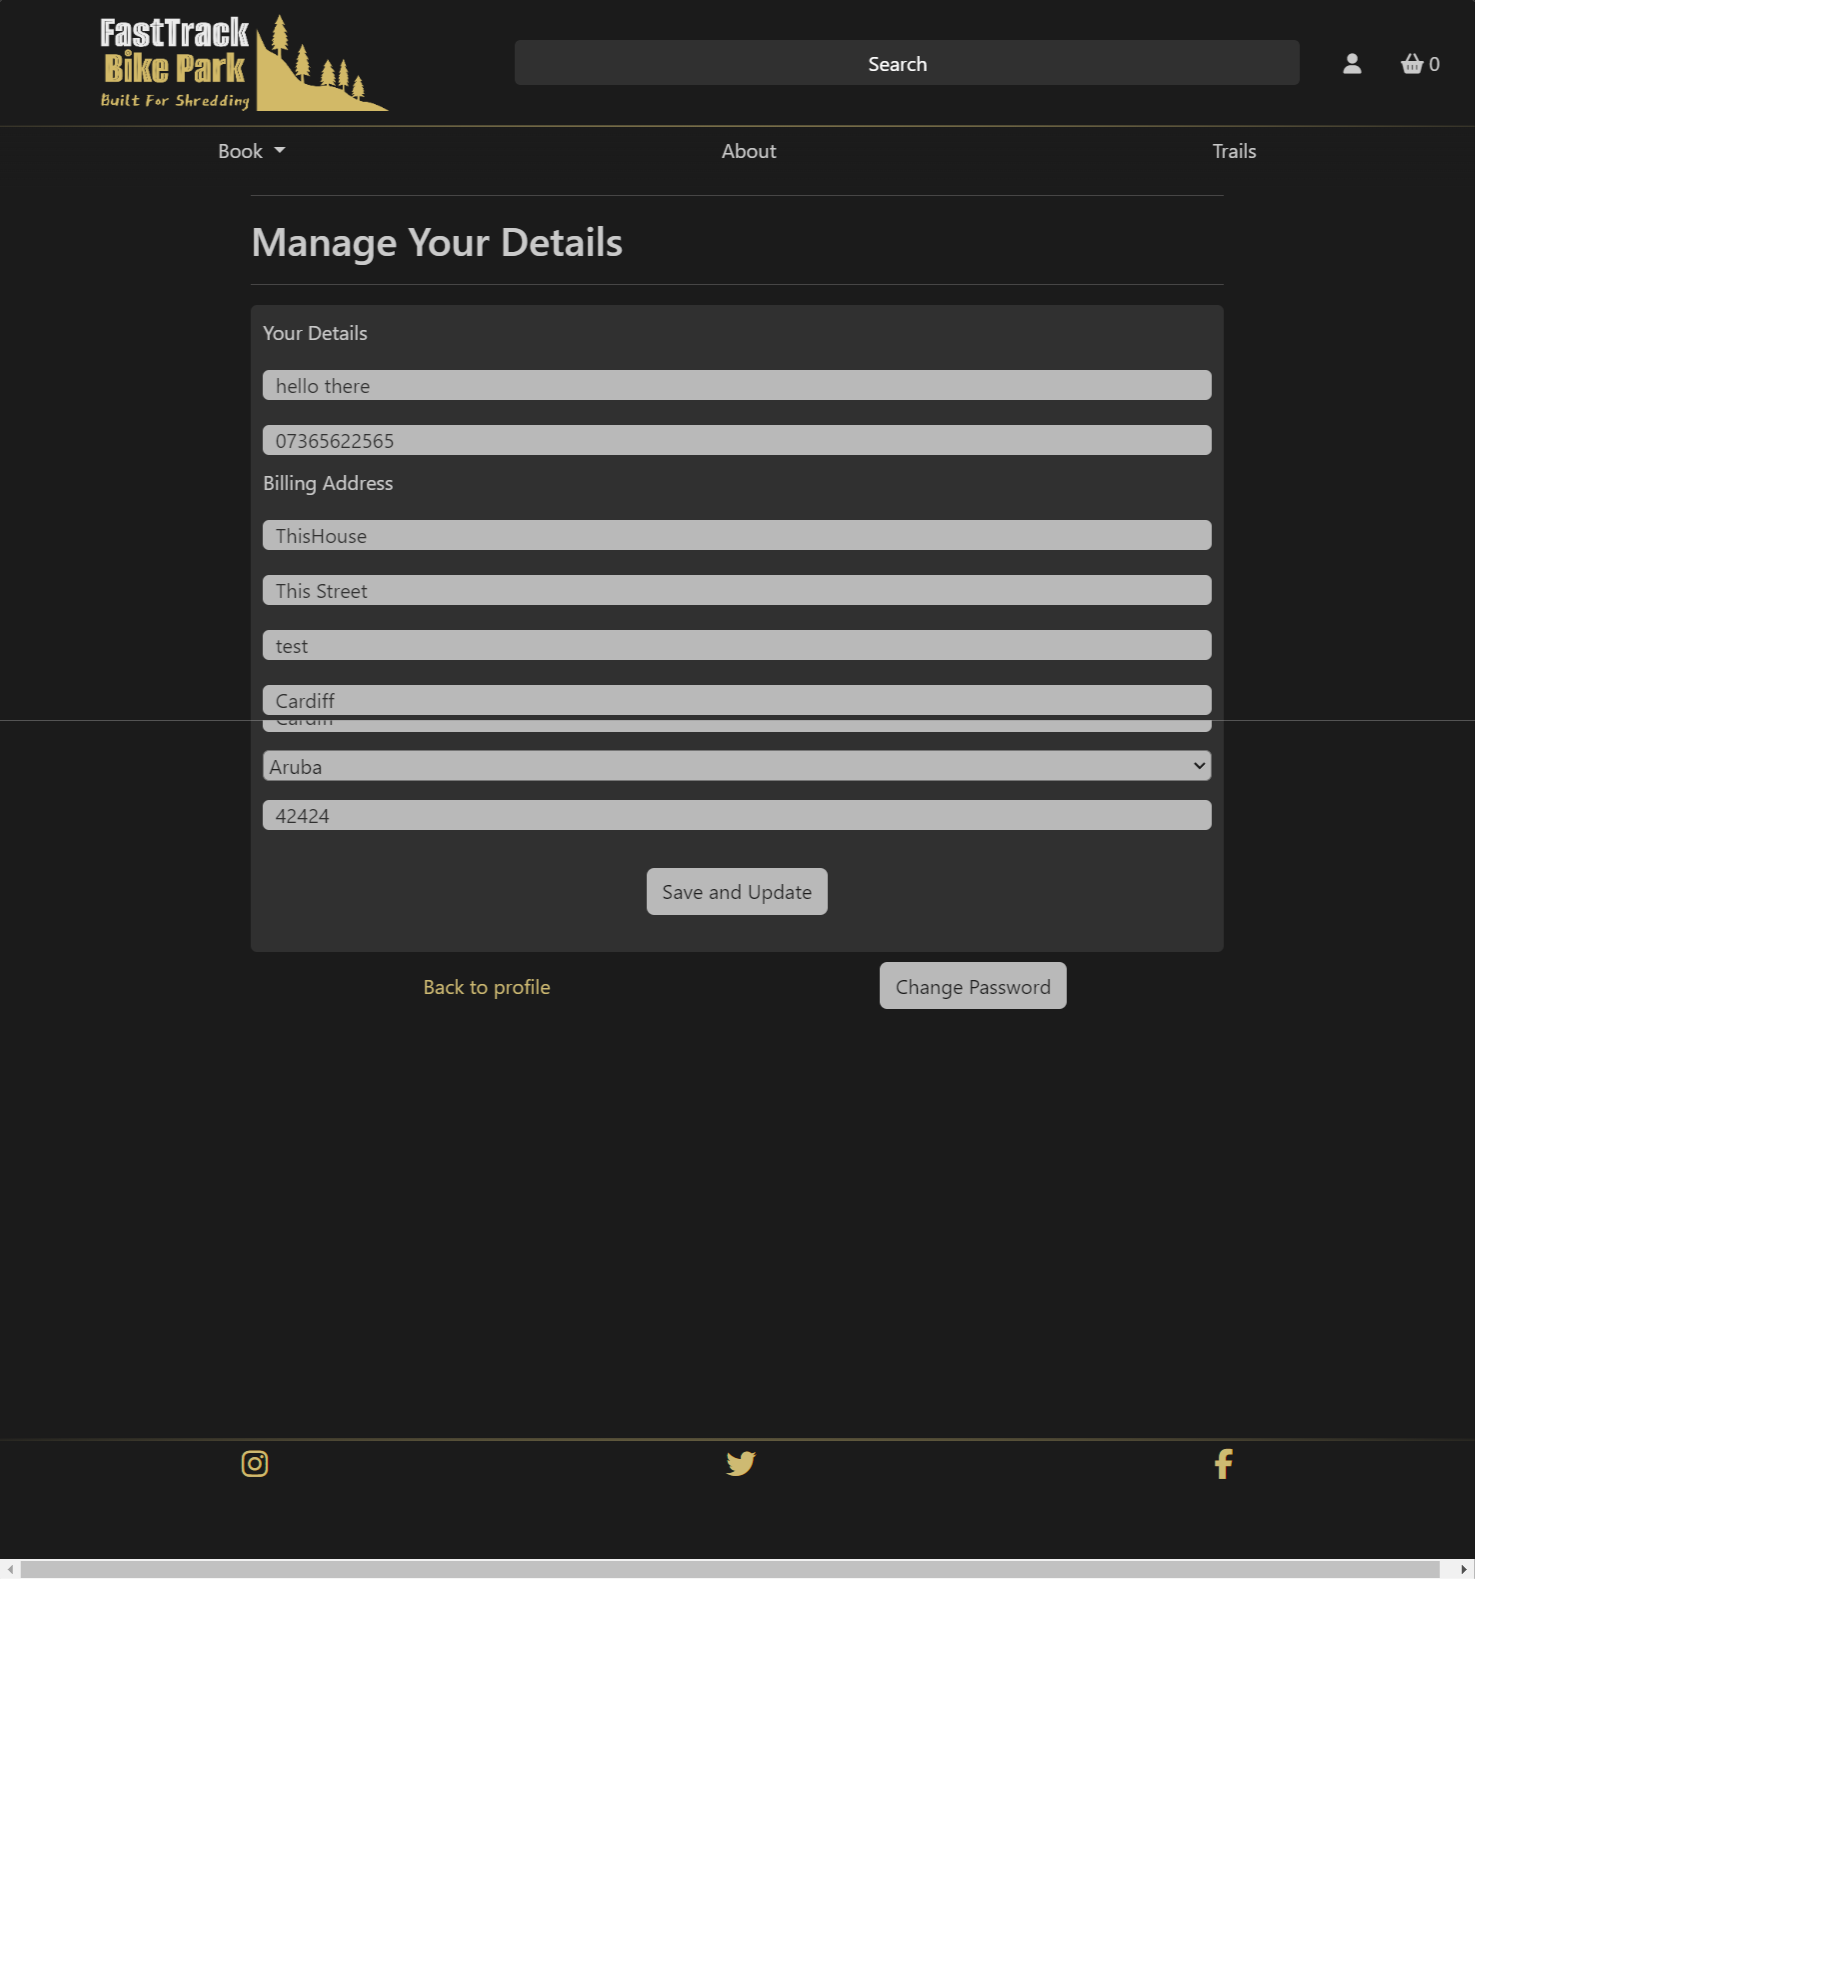 FastTrack
Bike Park
Built For Shredding
Search
0
Book
About
Trails
Manage Your Details
Your Details
hello there
07365622565
Billing Address
ThisHouse
This Street
test
Cardiff
Cardiff
Aruba
42424
Save and Update
Back to profile
Change Password